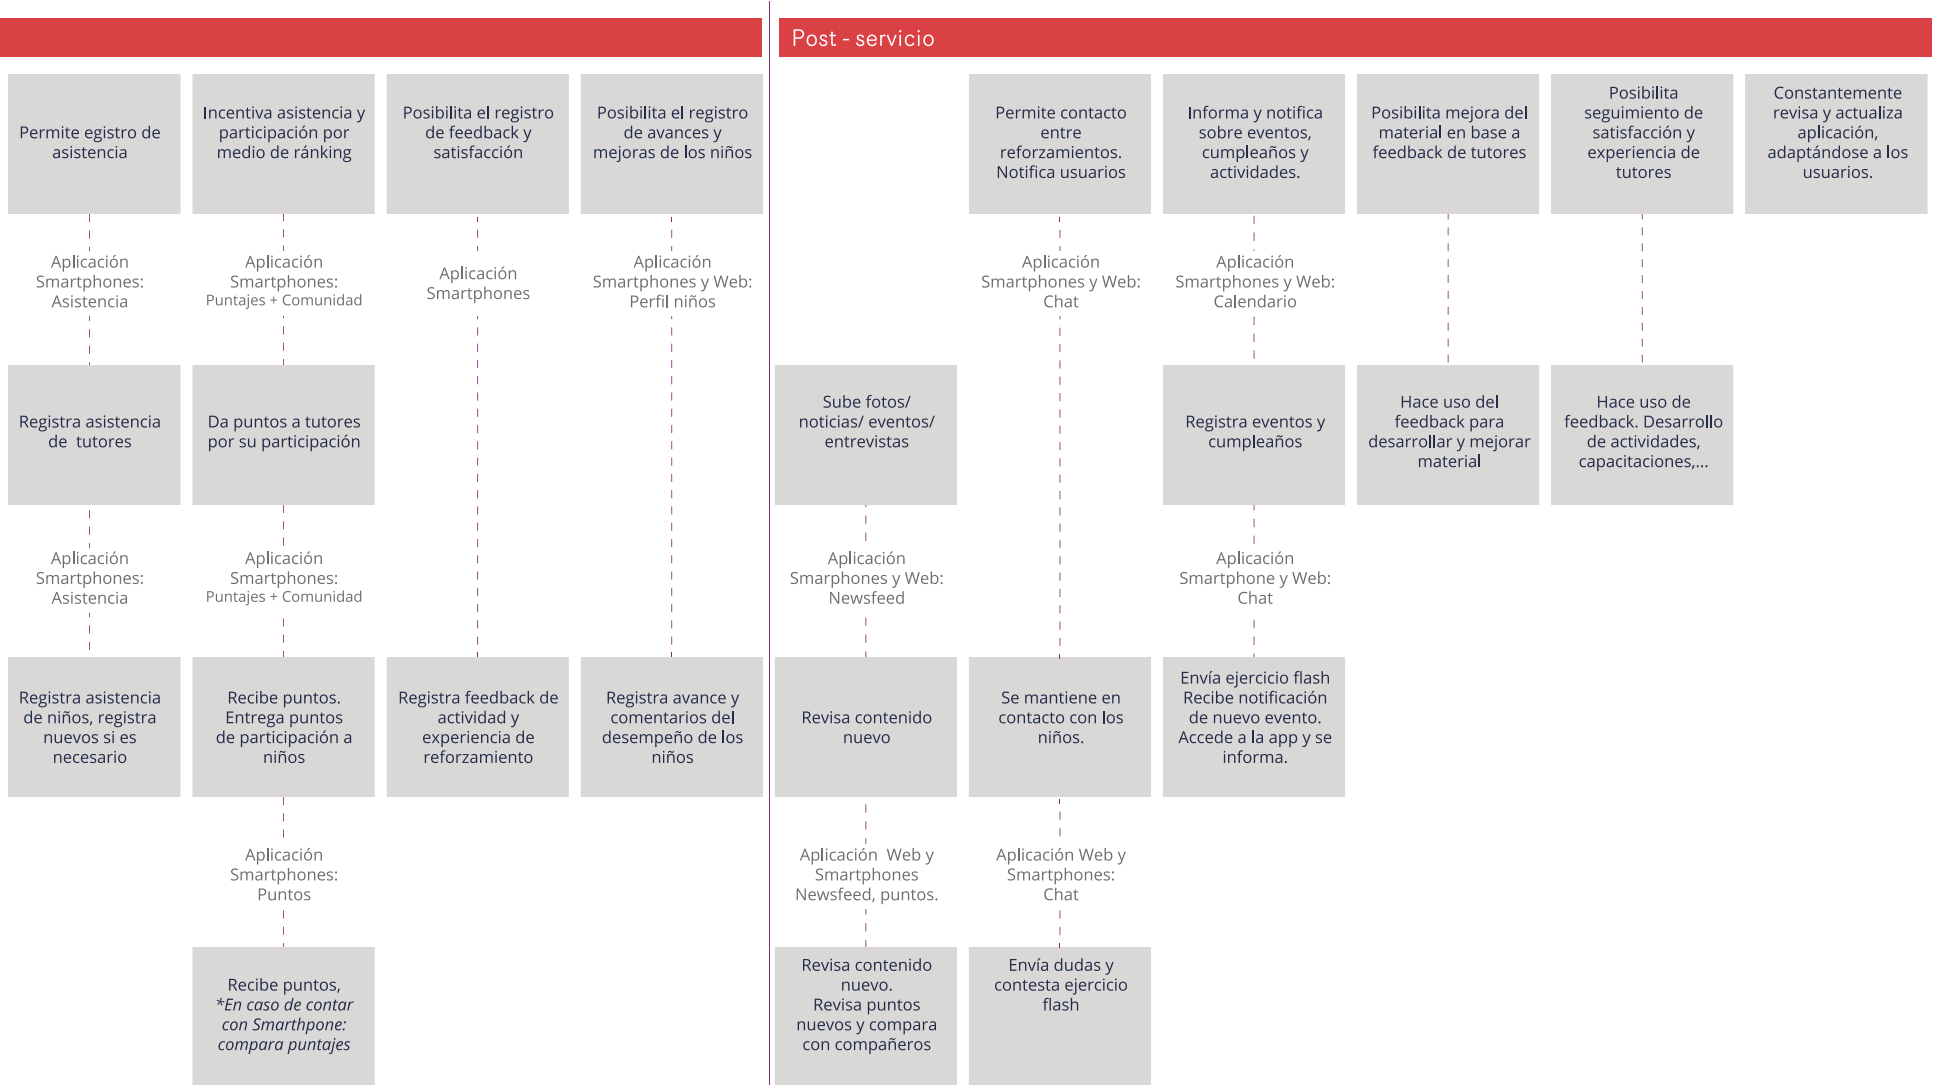 Post - servicio
Permite egistro de
asistencia
Incentiva asistencia y
participación por
medio de ránking
Posibilita el registro
de feedback y
satisfacción
Posibilita el registro
de avances y
mejoras de los niños
Permite contacto
entre
reforzamientos.
Notifica usuarios
Informa y notifica
sobre eventos,
cumpleaños y
actividades.
Posibilita mejora del
material en base a
feedback de tutores
Posibilita
seguimiento de
satisfacción y
experiencia de
tutores
Constantemente
revisa y actualiza
aplicación,
adaptándose a los
usuarios.
Aplicación
Smartphones:
Asistencia
Aplicación
Smartphones:
Puntajes + Comunidad
Aplicación
Smartphones
Aplicación
Smartphones y Web:
Perfil niños
Aplicación
Smartphones y Web:
Chat
Aplicación
Smartphones y Web:
Calendario
Registra asistencia
de tutores
Da puntos a tutores
por su participación
Sube fotos/
noticias/ eventos/
entrevistas
Registra eventos y
cumpleaños
Hace uso del
feedback para
desarrollar y mejorar
material
Hace uso de
feedback. Desarrollo
de actividades,
capacitaciones,...
Aplicación
Smartphones:
Asistencia
Aplicación
Smartphones:
Puntajes + Comunidad
Aplicación
Smarphones y Web:
Newsfeed
Aplicación
Smartphone y Web:
Chat
Registra asistencia
de niños, registra
nuevos si es
necesario
Recibe puntos.
Entrega puntos
de participación a
niños
Registra feedback de
actividad y
experiencia de
reforzamiento
Registra avance y
comentarios del
desempeño de los
niños
Revisa contenido
nuevo
Se mantiene en
contacto con los
niños.
Envía ejercicio flash
Recibe notificación
de nuevo evento.
Accede a la app y se
informa.
Aplicación
Smartphones:
Puntos
Aplicación Web y
Smartphones
Newsfeed, puntos.
Aplicación Web y
Smartphones:
Chat
Recibe puntos,
*En caso de contar
con Smarthpone:
compara puntajes
Revisa contenido
nuevo.
Revisa puntos
nuevos y compara
con compañeros
Envía dudas y
contesta ejercicio
flash